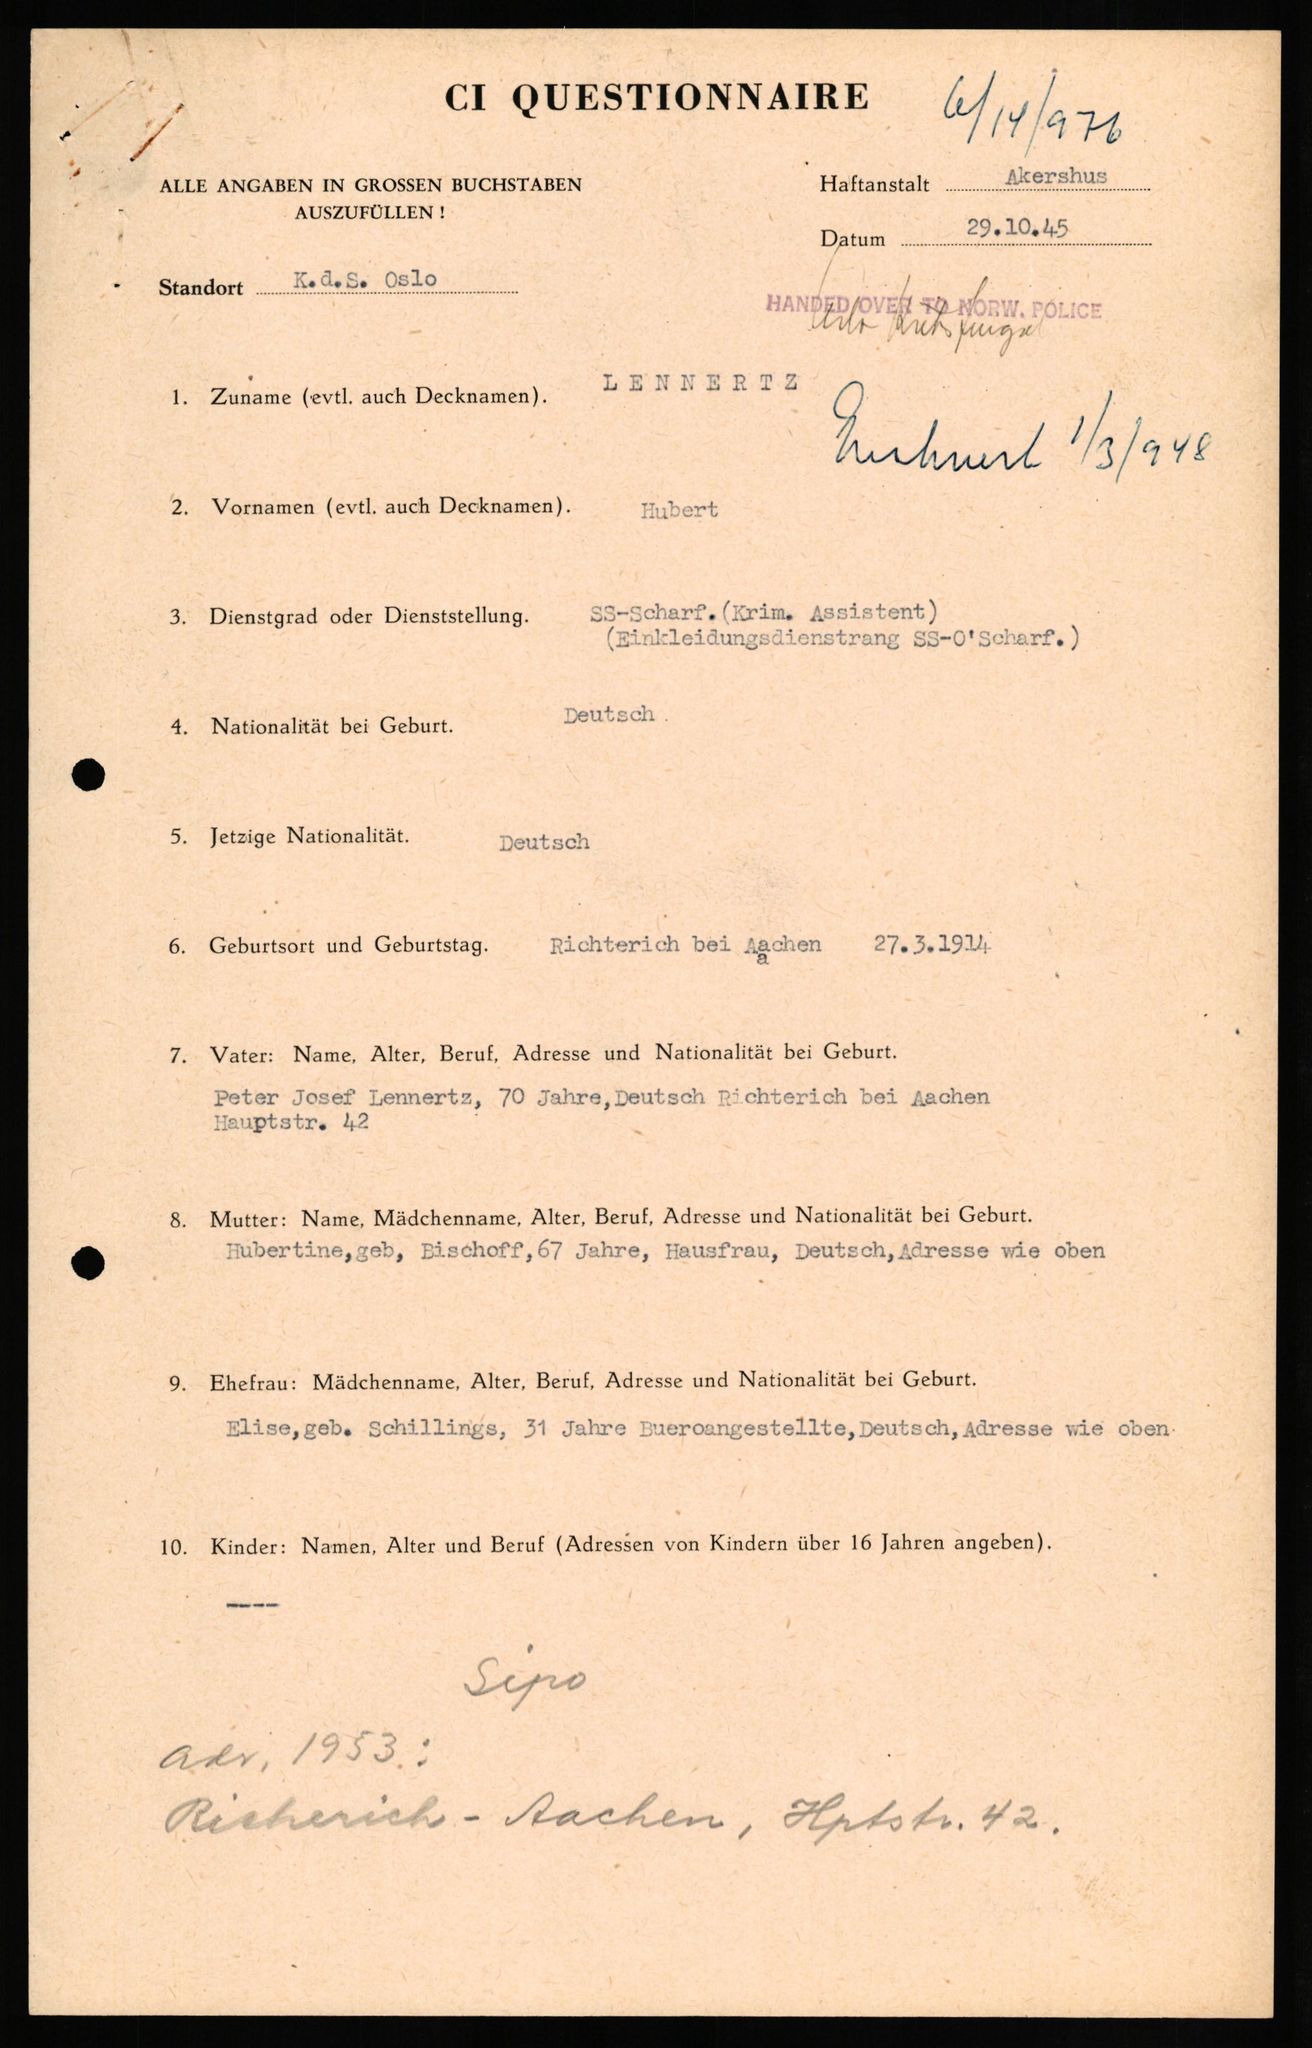 CI QUESTIONNAIRE
6/14/976
ALLE ANGABEN IN GROSSEN BUCHSTABEN
AUSZUFÜLLEN !
Haftanstalt Akershus
Datum 29.10.45
Standort K.d.S. Oslo
HANDED OVER TO NORW. POLICE
1. Zuname (evtl. auch Decknamen). LENNERTZ
1/3/948
2. Vornamen (evtl. auch Decknamen). Hubert
3. Dienstgrad oder Dienststellung. SS-Scharf.(Krim. Assistent)
(Einkleidungsdienstrang SS-O'Scharf.)
4. Nationalität bei Geburt. Deutsch.
5. Jetzige Nationalität. Deutsch
6. Geburtsort und Geburtstag. Richterich bei Aachen 27.3.1914
7. Vater: Name, Alter, Beruf, Adresse und Nationalität bei Geburt.
Peter Josef Lennertz, 70 Jahre,Deutsch Richterich bei Aachen
Hauptstr. 42
8. Mutter: Name, Mädchenname, Alter, Beruf, Adresse und Nationalität bei Geburt.
Hubertine,geb, Bischoff,67 Jahre, Hausfrau, Deutsch,Adresse wie oben
9. Ehefrau: Mädchenname, Alter, Beruf, Adresse und Nationalität bei Geburt.
Elise,geb. Schillings, 31 Jahre Bueroangestellte,Deutsch,Adresse wie oben
10. Kinder: Namen, Alter und Beruf (Adressen von Kindern über 16 Jahren angeben).
----
Sipo
adr. 1953:
Richerich - Aachen, Hptstr. 42.